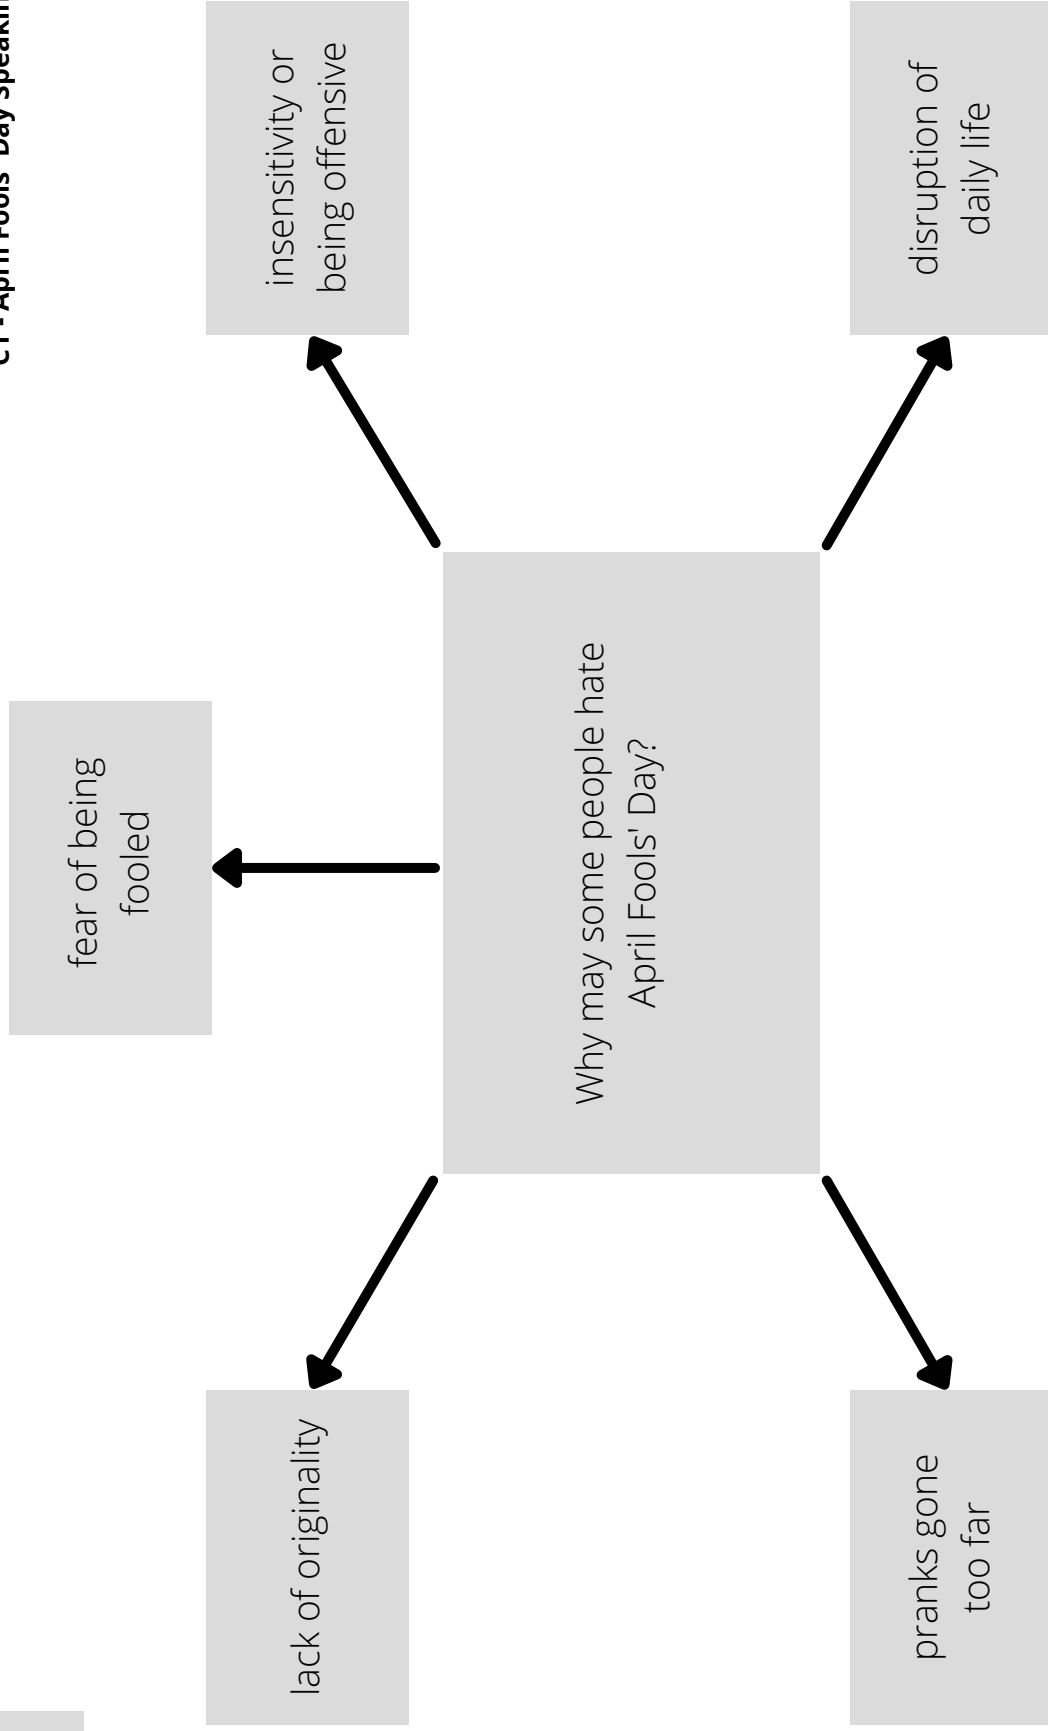 C1 - April Fools' Day
lack of originality
fear of being
fooled
insensitivity or
being offensive
Why may some people hate
April Fools' Day?
pranks gone
too far
disruption of
daily life